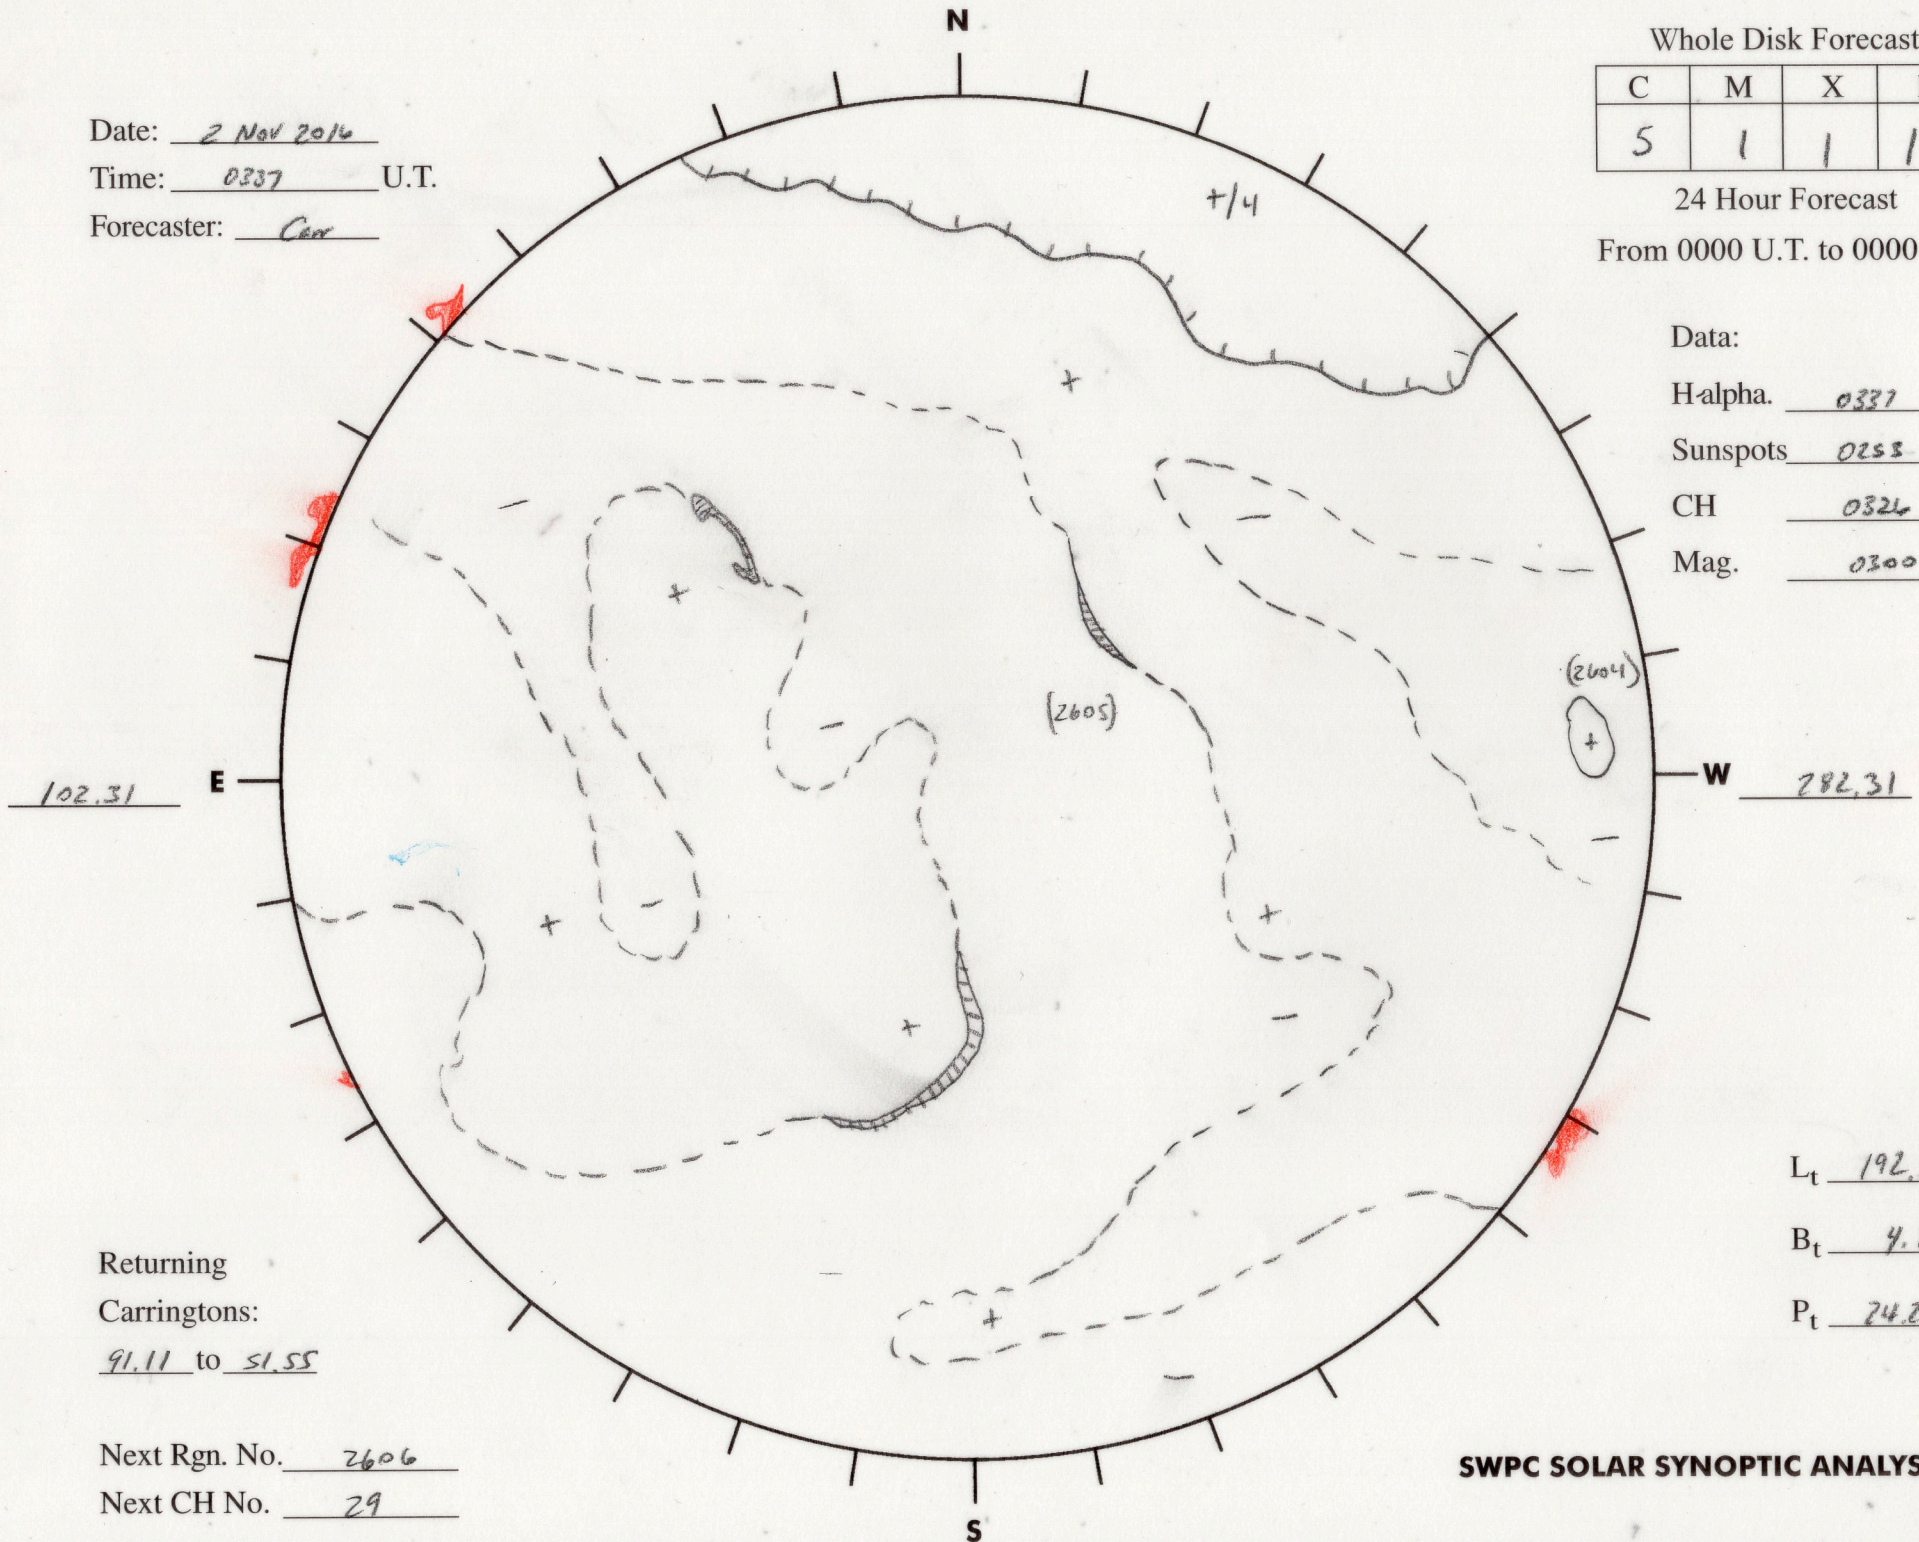 N
Whole Disk Forecast
C M X
5 1 1 1
24 Hour Forecast
From 0000 U.T. to 0000
Date: 2 Nov 2016
Time: 0337 U.T.
Forecaster: Carr
+/4
Data:
H-alpha. 0337
Sunspots 0253
CH 0326
Mag. 0300
+
-
+
-
(2604)
+
(2605)
-
102.31 E
W 282.31
-
+
-
+
+
-
Lt 192.
Bt 4.
Pt 24.2
-
+
-
Returning
Carringtons:
91.11 to 51.55
Next Rgn. No. 2606
Next CH No. 29
SWPC SOLAR SYNOPTIC ANALYS
S